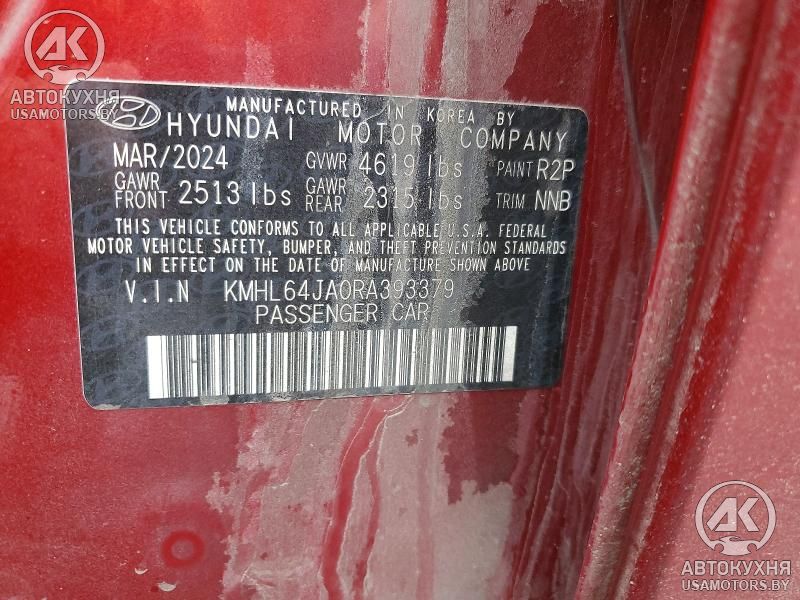 AK
АВТОКУХНЯ
USAMOTORS.BY
MANUFACTURED IN KOREA BY
HYUNDAI MOTOR COMPANY
MAR/2024 GVWR 4619 lbs PAINT R2P
GAWR FRONT 2513 lbs GAWR REAR 2315 lbs TRIM NNB
THIS VEHICLE CONFORMS TO ALL APPLICABLE U.S.A. FEDERAL
MOTOR VEHICLE SAFETY, BUMPER, AND THEFT PREVENTION STANDARDS
IN EFFECT ON THE DATE OF MANUFACTURE SHOWN ABOVE
V.I.N KMHL64JA0RA393379
PASSENGER CAR
AK
АВТОКУХНЯ
USAMOTORS.BY